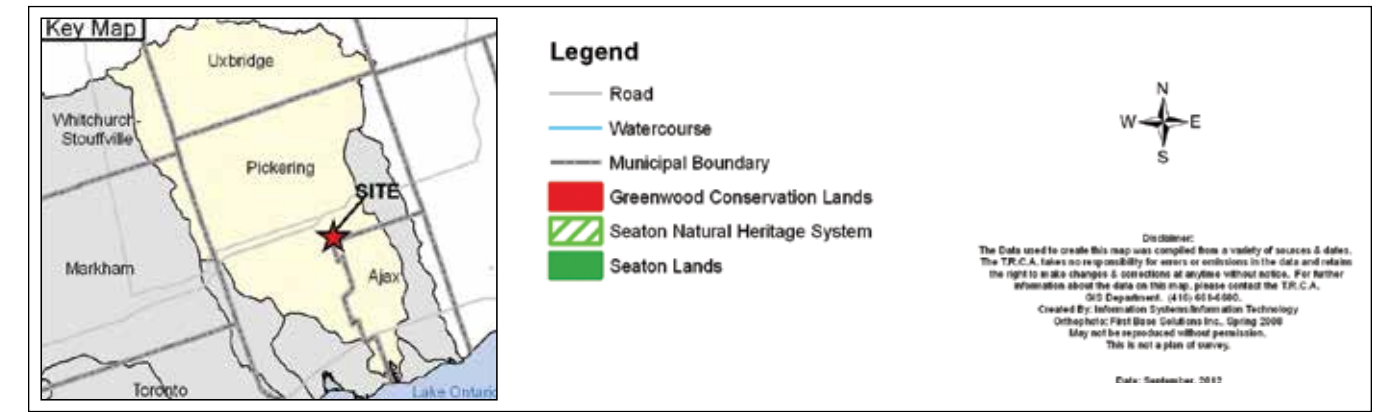 Key Map
Uxbridge
Whitchurch-
Stouffville
Pickering
SITE
Markham
Ajax
Toronto
Lake Ontario
Legend
Road
Watercourse
Municipal Boundary
Greenwood Conservation Lands
Seaton Natural Heritage System
Seaton Lands
N
W E
S
Disclaimer:
The Data used to create this map was compiled from a variety of sources & dates.
The T.R.C.A. takes no responsibility for errors or omissions in the data and retains
the right to make changes & corrections at anytime without notice. For further
information about the data on this map, please contact the T.R.C.A.
GIS Department. (416) 661-6600.
Created By: Information Systems/Information Technology
Orthophoto: First Base Solutions Inc., Spring 2008
May not be reproduced without permission.
This is not a plan of survey.
Date: September, 2012